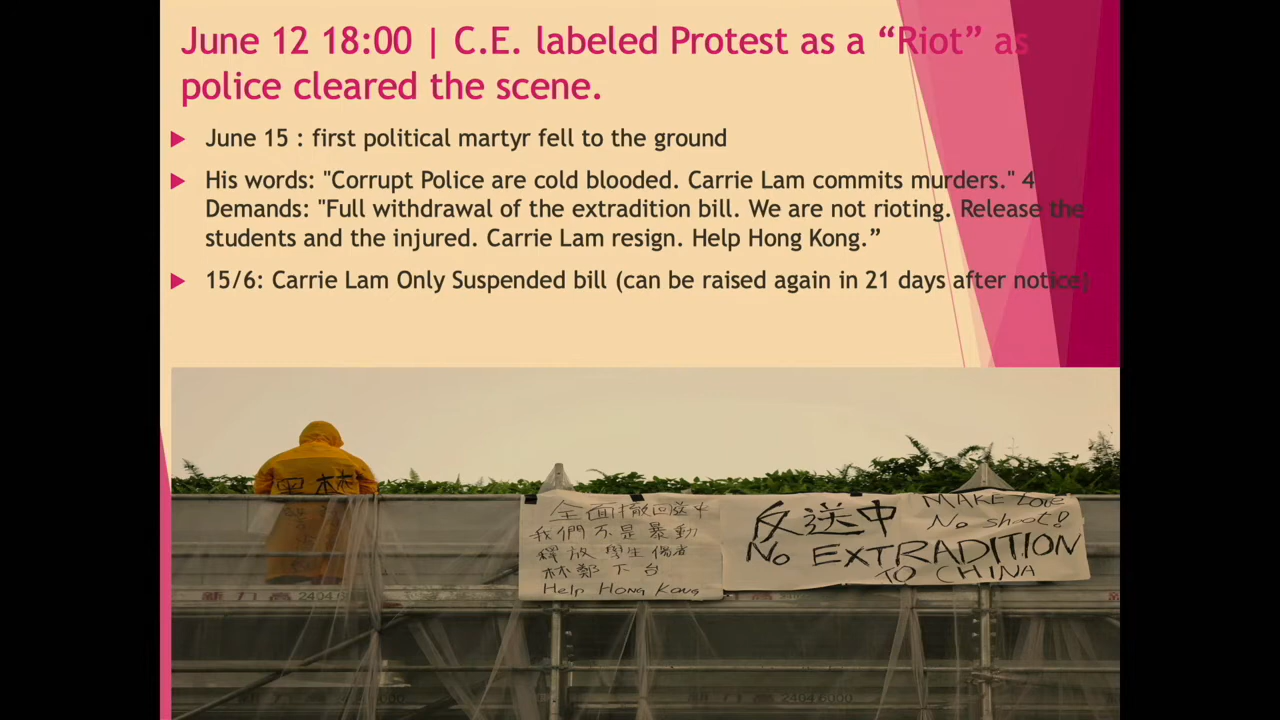 June 12 18:00 | C.E. labeled Protest as a “Riot” as
police cleared the scene.
June 15 : first political martyr fell to the ground
His words: "Corrupt Police are cold blooded. Carrie Lam commits murders." 4
Demands: "Full withdrawal of the extradition bill. We are not rioting. Release the
students and the injured. Carrie Lam resign. Help Hong Kong.”
15/6: Carrie Lam Only Suspended bill (can be raised again in 21 days after notice)
黑 林
全面撤回送中
我們不是暴動
釋放學生傷者
林鄭下台
Help Hong Kong
反送中
MAKE Love
No shoot!
No EXTRADITION
TO CHINA